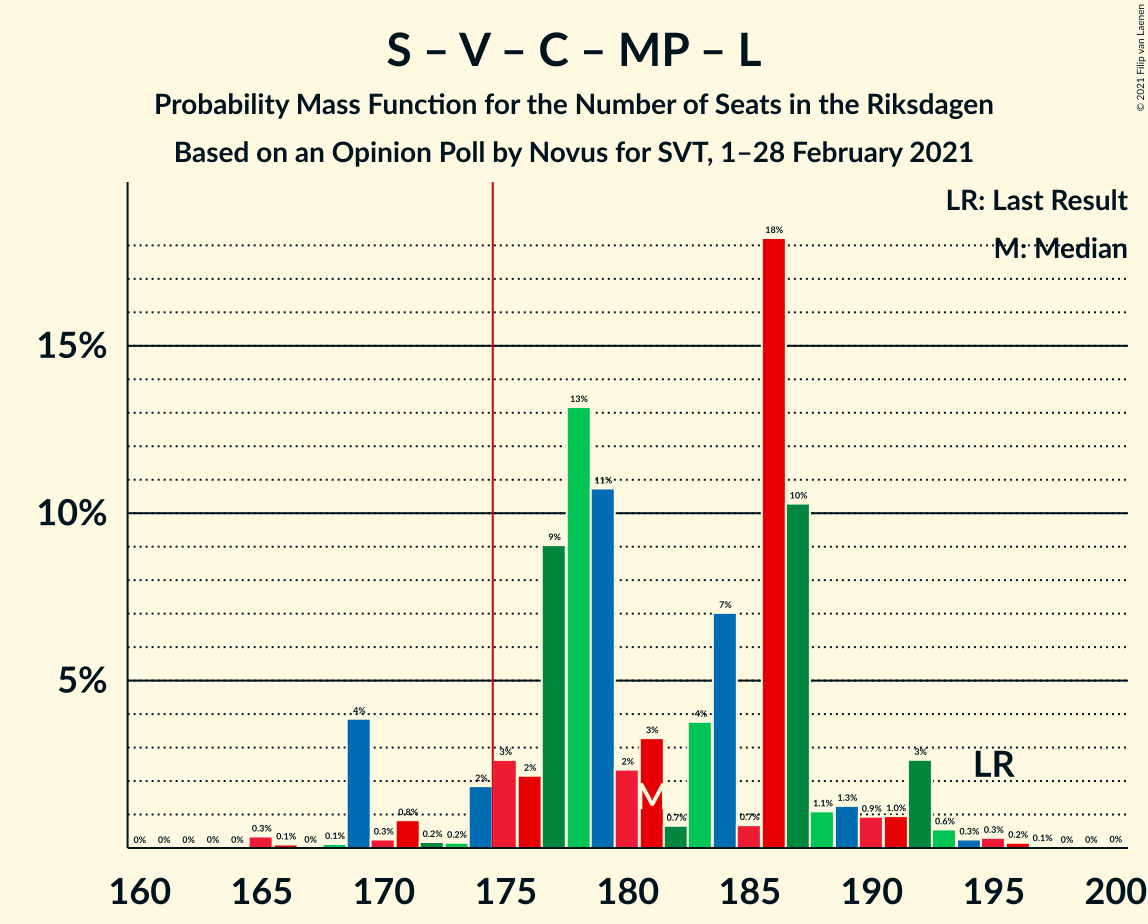 S – V – C – MP – L
Probability Mass Function for the Number of Seats in the Riksdagen
Based on an Opinion Poll by Novus for SVT, 1–28 February 2021
© 2021 Filip van Laenen
LR: Last Result
M: Median
15%
10%
5%
0% 0% 0% 0% 0% 0.3% 0.1% 0% 0.1% 4% 0.3% 0.8% 0.2% 0.2% 2% 3% 2% 9% 13% 11% 2% 3% 0.7% 4% 7% 0.7% 18% 10% 1.1% 1.3% 0.9% 1.0% 3% 0.6% 0.3% 0.3% 0.2% 0.1% 0% 0% 0%
M
LR
160 165 170 175 180 185 190 195 200